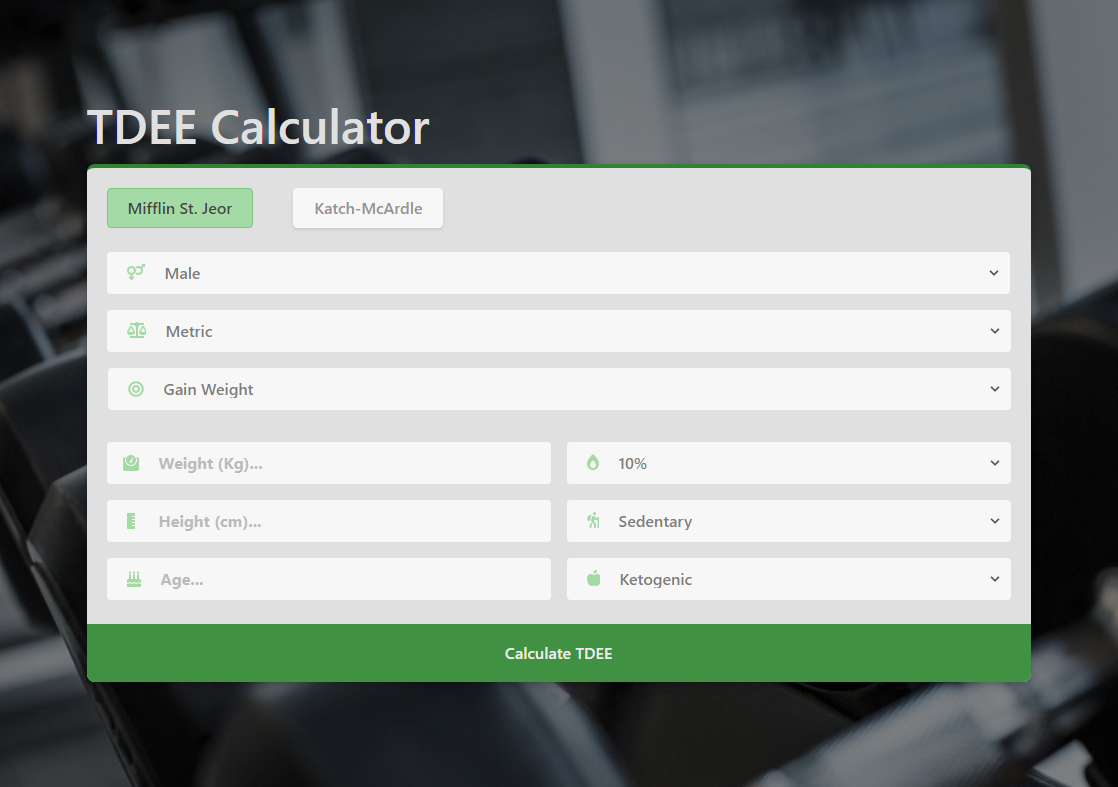 TDEE Calculator
Mifflin St. Jeor
Katch-McArdle
Male
Metric
Gain Weight
Weight (Kg)...
10%
Height (cm)...
Sedentary
Age...
Ketogenic
Calculate TDEE